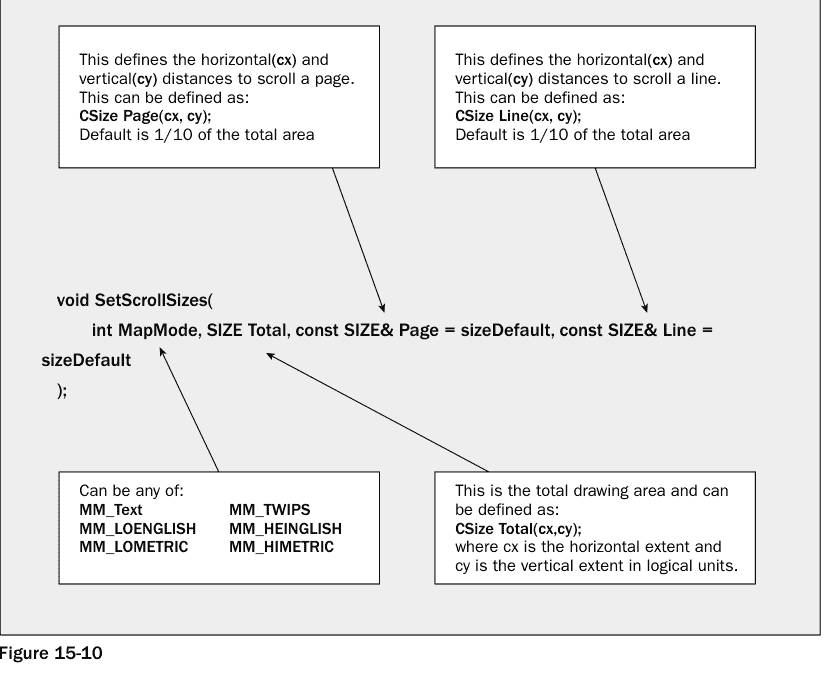 This defines the horizontal(cx) and
vertical(cy) distances to scroll a page.
This can be defined as:
CSize Page(cx, cy);
Default is 1/10 of the total area
This defines the horizontal(cx) and
vertical(cy) distances to scroll a line.
This can be defined as:
CSize Line(cx, cy);
Default is 1/10 of the total area
void SetScrollSizes(
int MapMode, SIZE Total, const SIZE& Page = sizeDefault, const SIZE& Line =
sizeDefault
);
Can be any of:
MM_Text MM_TWIPS
MM_LOENGLISH MM_HEINGLISH
MM_LOMETRIC MM_HIMETRIC
This is the total drawing area and can
be defined as:
CSize Total(cx,cy);
where cx is the horizontal extent and
cy is the vertical extent in logical units.
Figure 15-10